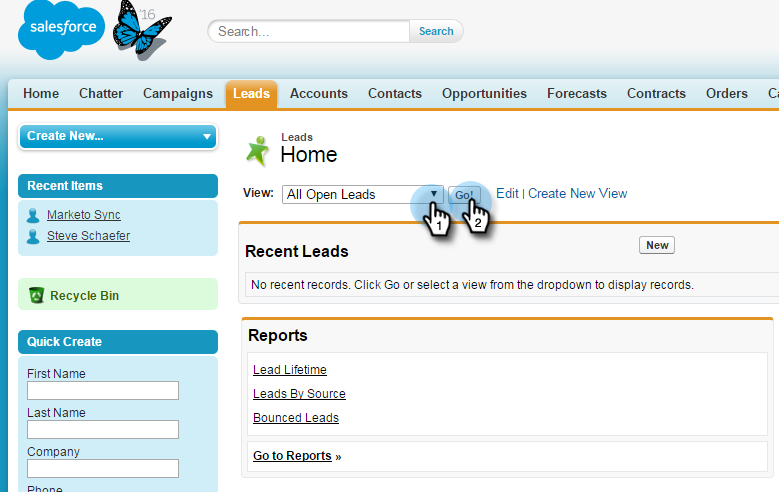 salesforce
'16
Search...
Search
Home Chatter Campaigns Leads Accounts Contacts Opportunities Forecasts Contracts Orders
Create New...
Leads
Home
View: All Open Leads Go! Edit | Create New View
1
2
Recent Items
Marketo Sync
Steve Schaefer
Recent Leads
New
No recent records. Click Go or select a view from the dropdown to display records.
Recycle Bin
Reports
Lead Lifetime
Leads By Source
Bounced Leads
Go to Reports »
Quick Create
First Name
Last Name
Company
Phone